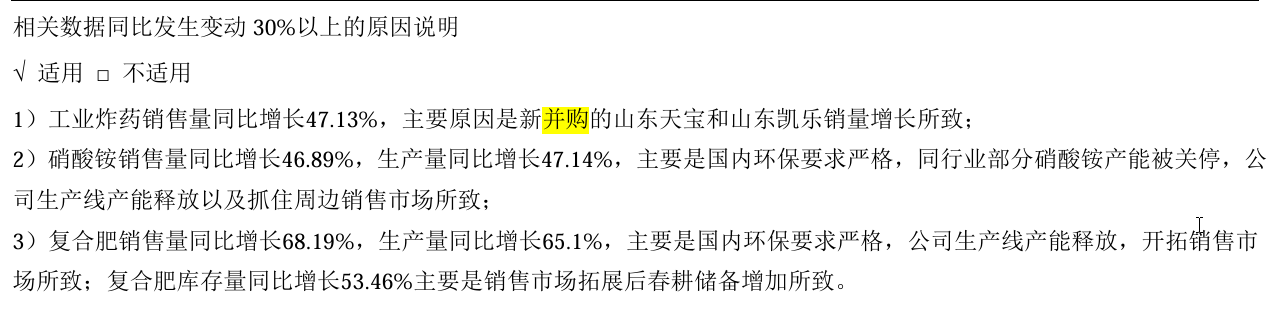 相关数据同比发生变动 30%以上的原因说明
√ 适用 □ 不适用
1）工业炸药销售量同比增长47.13%，主要原因是新并购的山东天宝和山东凯乐销量增长所致；
2）硝酸铵销售量同比增长46.89%，生产量同比增长47.14%，主要是国内环保要求严格，同行业部分硝酸铵产能被关停，公
司生产线产能释放以及抓住周边销售市场所致；
3）复合肥销售量同比增长68.19%，生产量同比增长65.1%，主要是国内环保要求严格，公司生产线产能释放，开拓销售市
场所致；复合肥库存量同比增长53.46%主要是销售市场拓展后春耕储备增加所致。